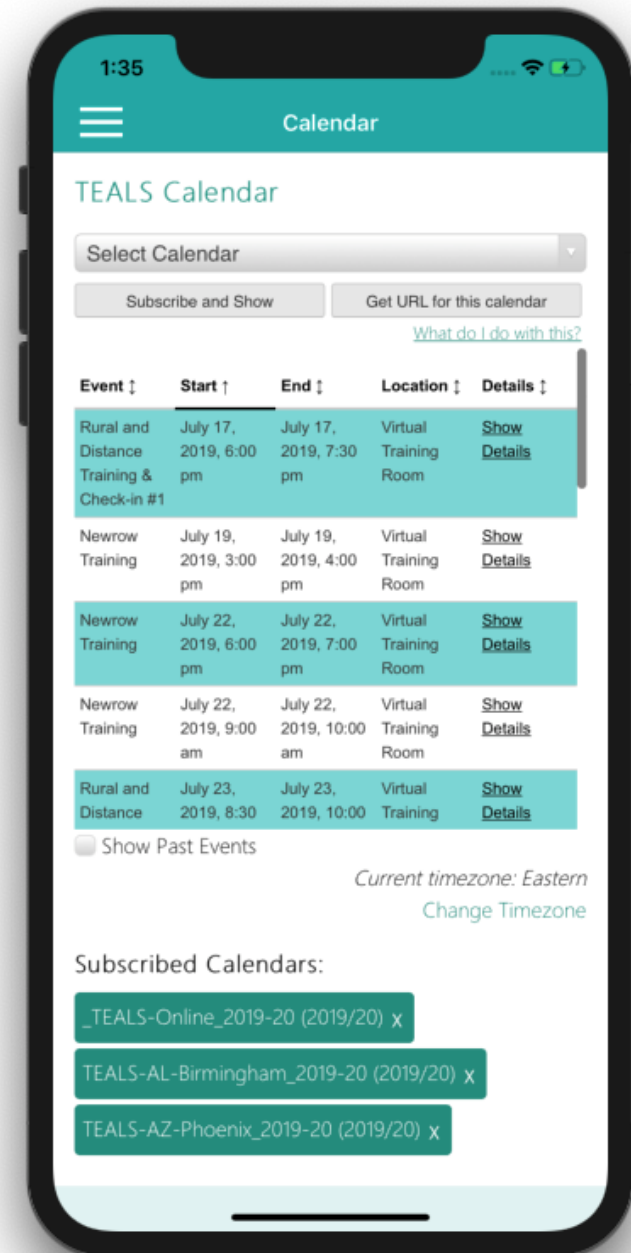 1:35
Calendar
TEALS Calendar
Select Calendar
Subscribe and Show Get URL for this calendar
What do I do with this?
Event ↕ Start ↑ End ↕ Location ↕ Details ↕
Rural and July 17, July 17, Virtual Show
Distance 2019, 6:00 2019, 7:30 Training Details
Training & pm pm Room
Check-in #1
Newrow July 19, July 19, Virtual Show
Training 2019, 3:00 2019, 4:00 Training Details
pm pm Room
Newrow July 22, July 22, Virtual Show
Training 2019, 6:00 2019, 7:00 Training Details
pm pm Room
Newrow July 22, July 22, Virtual Show
Training 2019, 9:00 2019, 10:00 Training Details
am am Room
Rural and July 23, July 23, Virtual Show
Distance 2019, 8:30 2019, 10:00 Training Details
Show Past Events
Current timezone: Eastern
Change Timezone
Subscribed Calendars:
_TEALS-Online_2019-20 (2019/20) x
TEALS-AL-Birmingham_2019-20 (2019/20) x
TEALS-AZ-Phoenix_2019-20 (2019/20) x